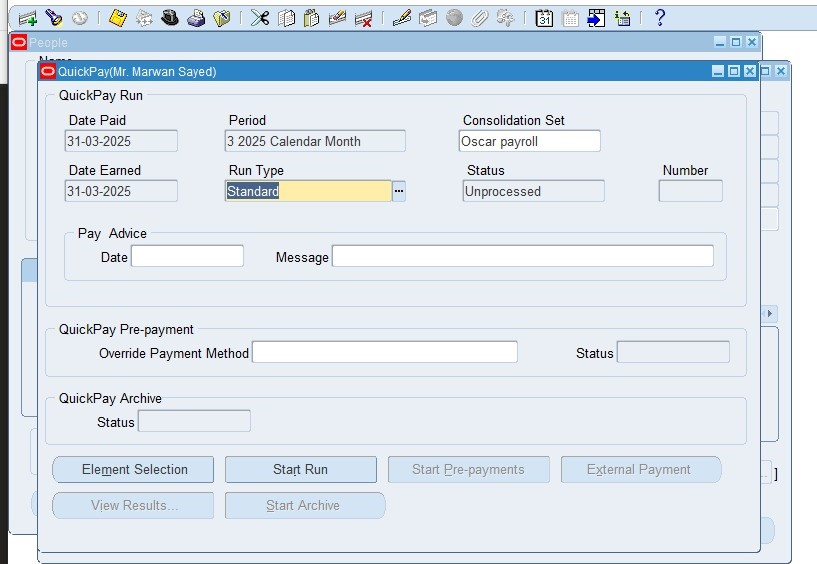 31
?
People
Name
QuickPay(Mr. Marwan Sayed)
QuickPay Run
Date Paid Period Consolidation Set
31-03-2025 3 2025 Calendar Month Oscar payroll
Date Earned Run Type Status Number
31-03-2025 Standard ... Unprocessed
Pay Advice
Date Message
QuickPay Pre-payment
Override Payment Method Status
QuickPay Archive
Status
Element Selection Start Run Start Pre-payments External Payment
... ]
View Results... Start Archive